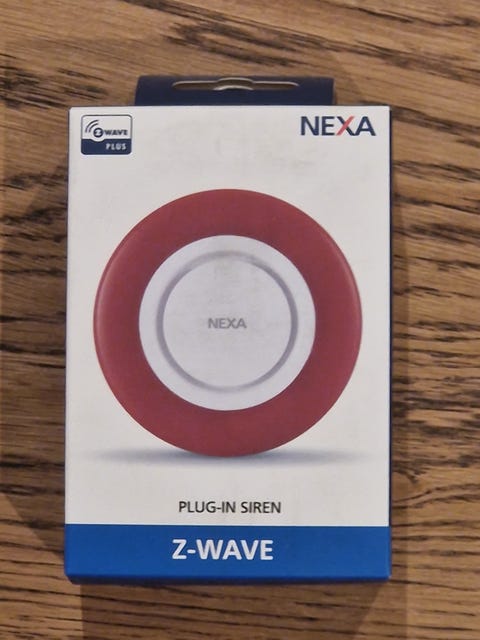 Z-WAVE
PLUS
NEXA
NEXA
PLUG-IN SIREN
Z-WAVE